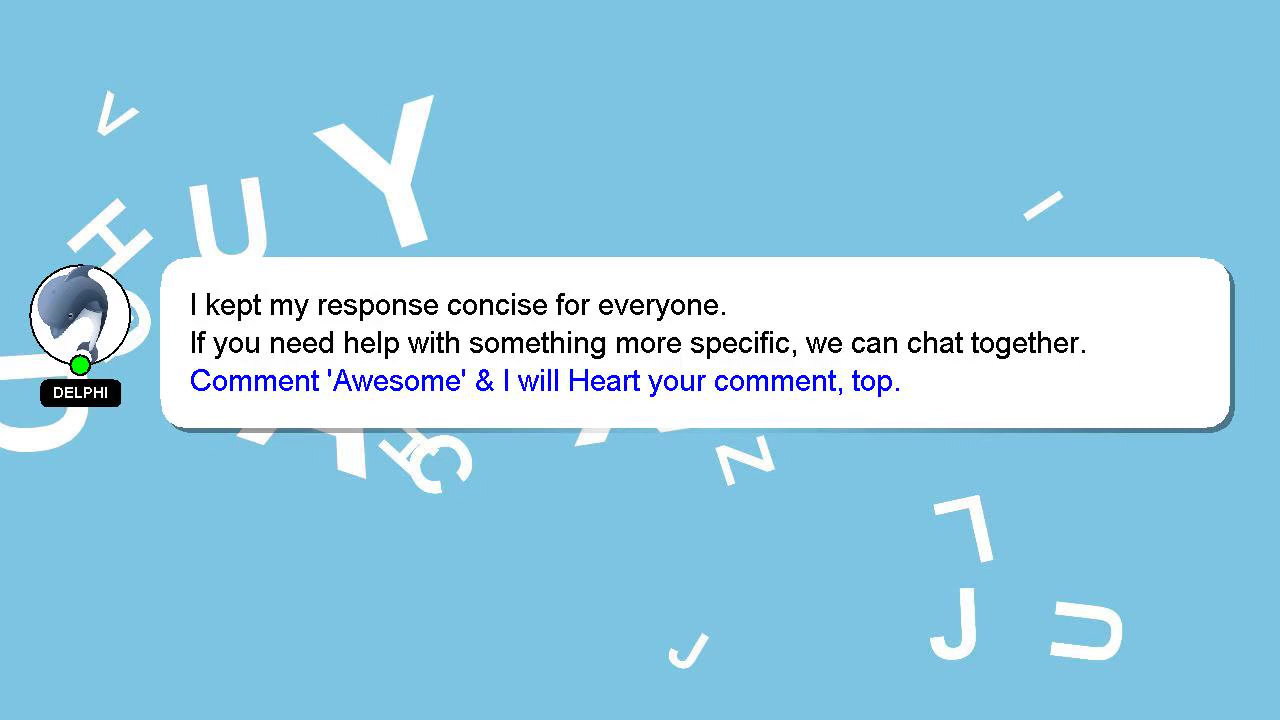 V
Y
U
H
I
I kept my response concise for everyone.
If you need help with something more specific, we can chat together.
Comment 'Awesome' & I will Heart your comment, top.
DELPHI
H
C
N
L
J
U
J